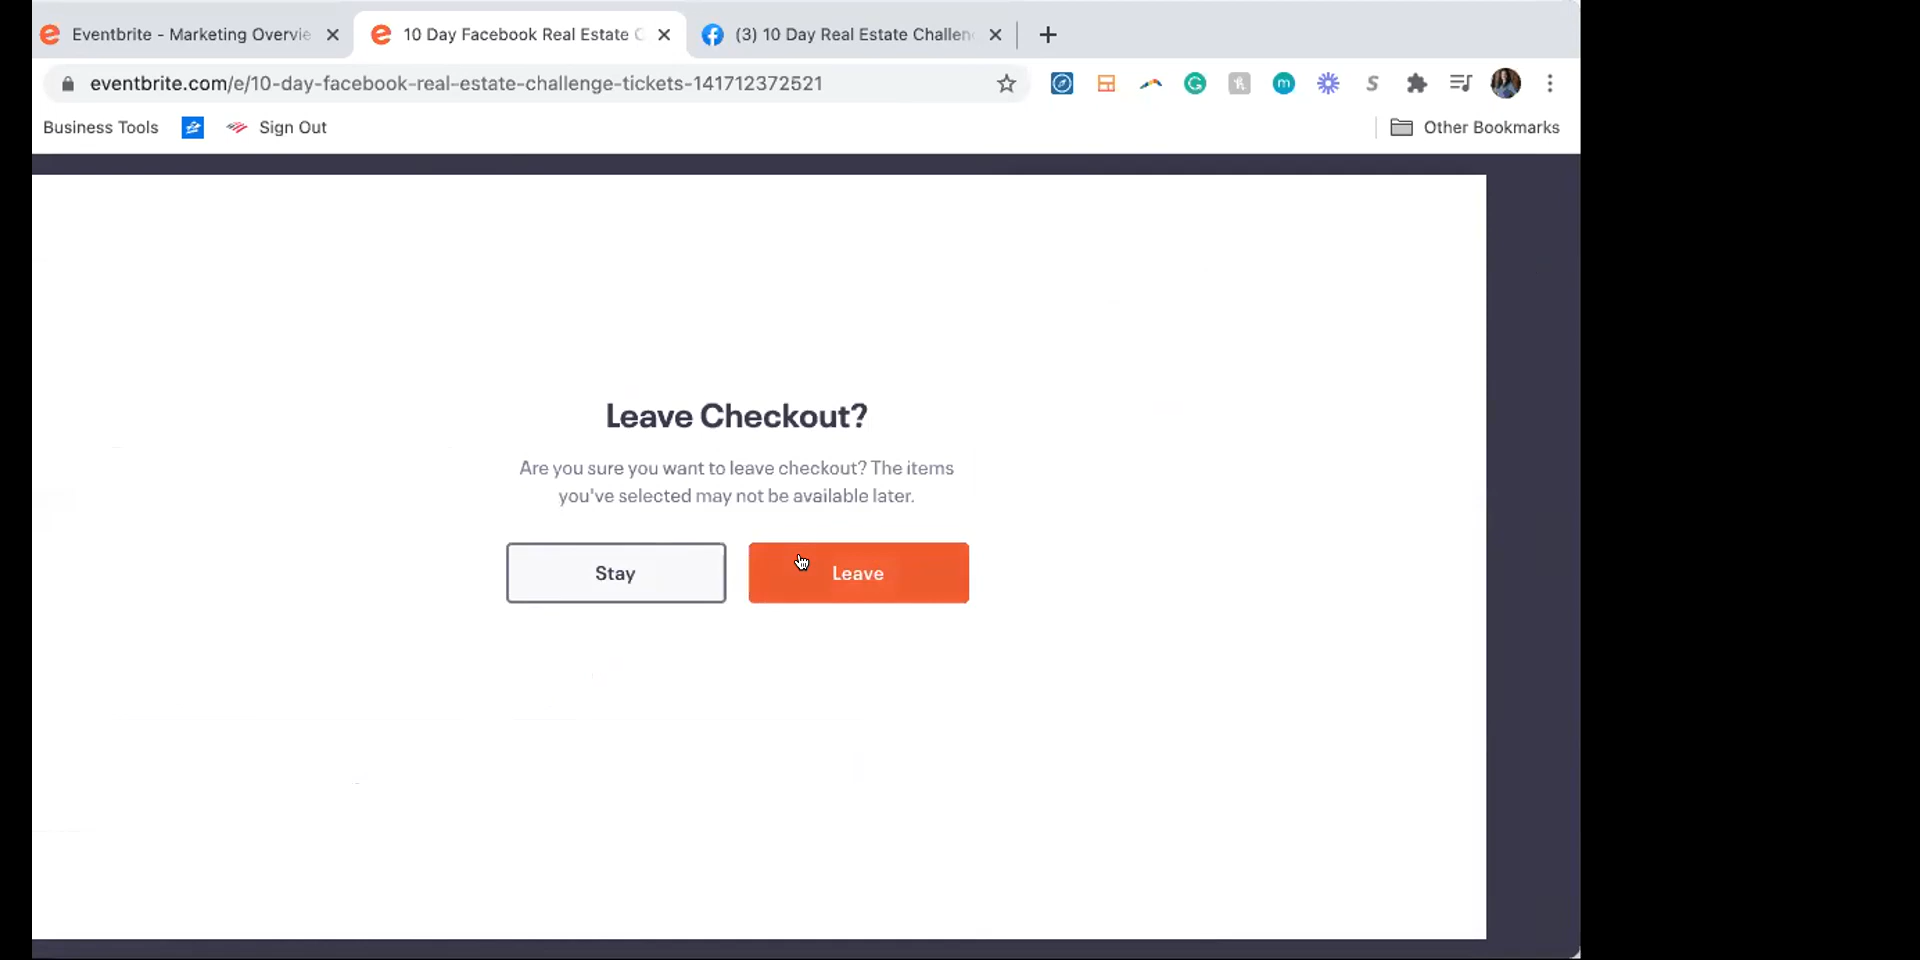 Eventbrite - Marketing Overvie
10 Day Facebook Real Estate C
(3) 10 Day Real Estate Challen
eventbrite.com/e/10-day-facebook-real-estate-challenge-tickets-141712372521
Business Tools
Sign Out
Other Bookmarks
Leave Checkout?
Are you sure you want to leave checkout? The items
you've selected may not be available later.
Stay
Leave